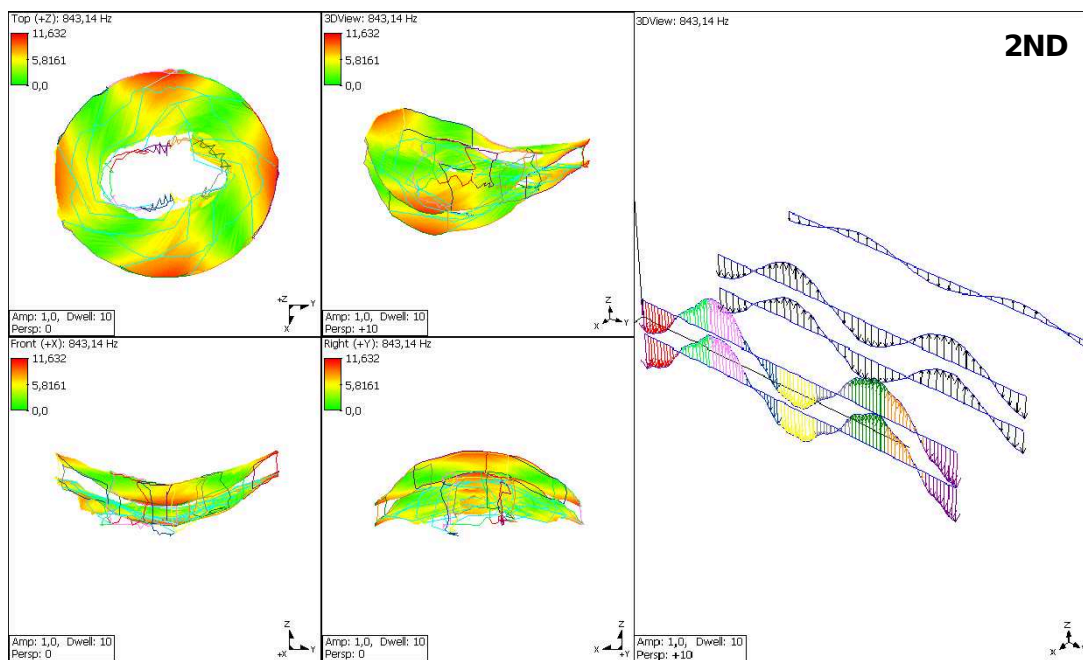 Top (+Z): 843,14 Hz
11,632
5,8161
0,0
+Z
Y
X
Amp: 1,0, Dwell: 10
Persp: 0
3DView: 843,14 Hz
11,632
5,8161
0,0
Z
X
Y
Amp: 1,0, Dwell: 10
Persp: +10
3DView: 843,14 Hz
2ND
Front (+X): 843,14 Hz
11,632
5,8161
0,0
Z
+X
Y
Amp: 1,0, Dwell: 10
Persp: 0
Right (+Y): 843,14 Hz
11,632
5,8161
0,0
Z
X
+Y
Amp: 1,0, Dwell: 10
Persp: 0
Amp: 1,0, Dwell: 10
Persp: +10
Z
X
Y